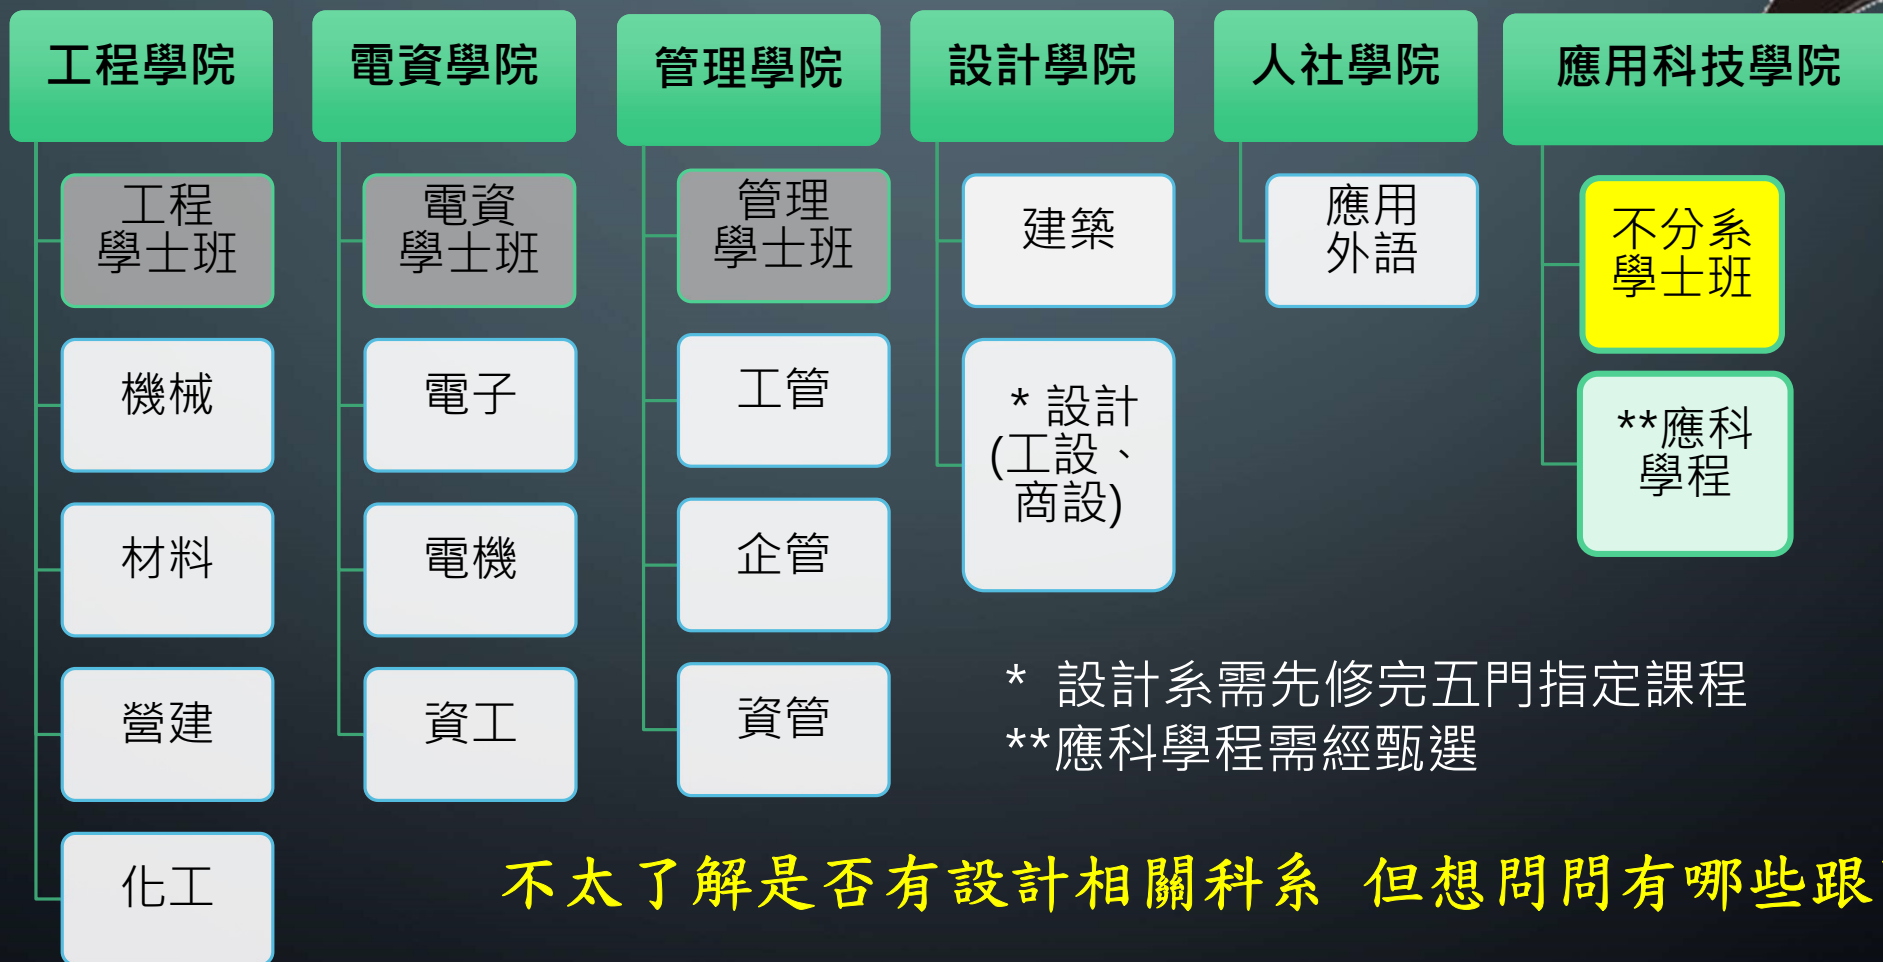 工程學院
工程
學士班
機械
材料
營建
化工
電資學院
電資
學士班
電子
電機
資工
管理學院
管理
學士班
工管
企管
資管
設計學院
建築
* 設計
(工設、
商設)
人社學院
應用
外語
應用科技學院
不分系
學士班
**應科
學程
* 設計系需先修完五門指定課程
**應科學程需經甄選
不太了解是否有設計相關科系 但想問問有哪些跟